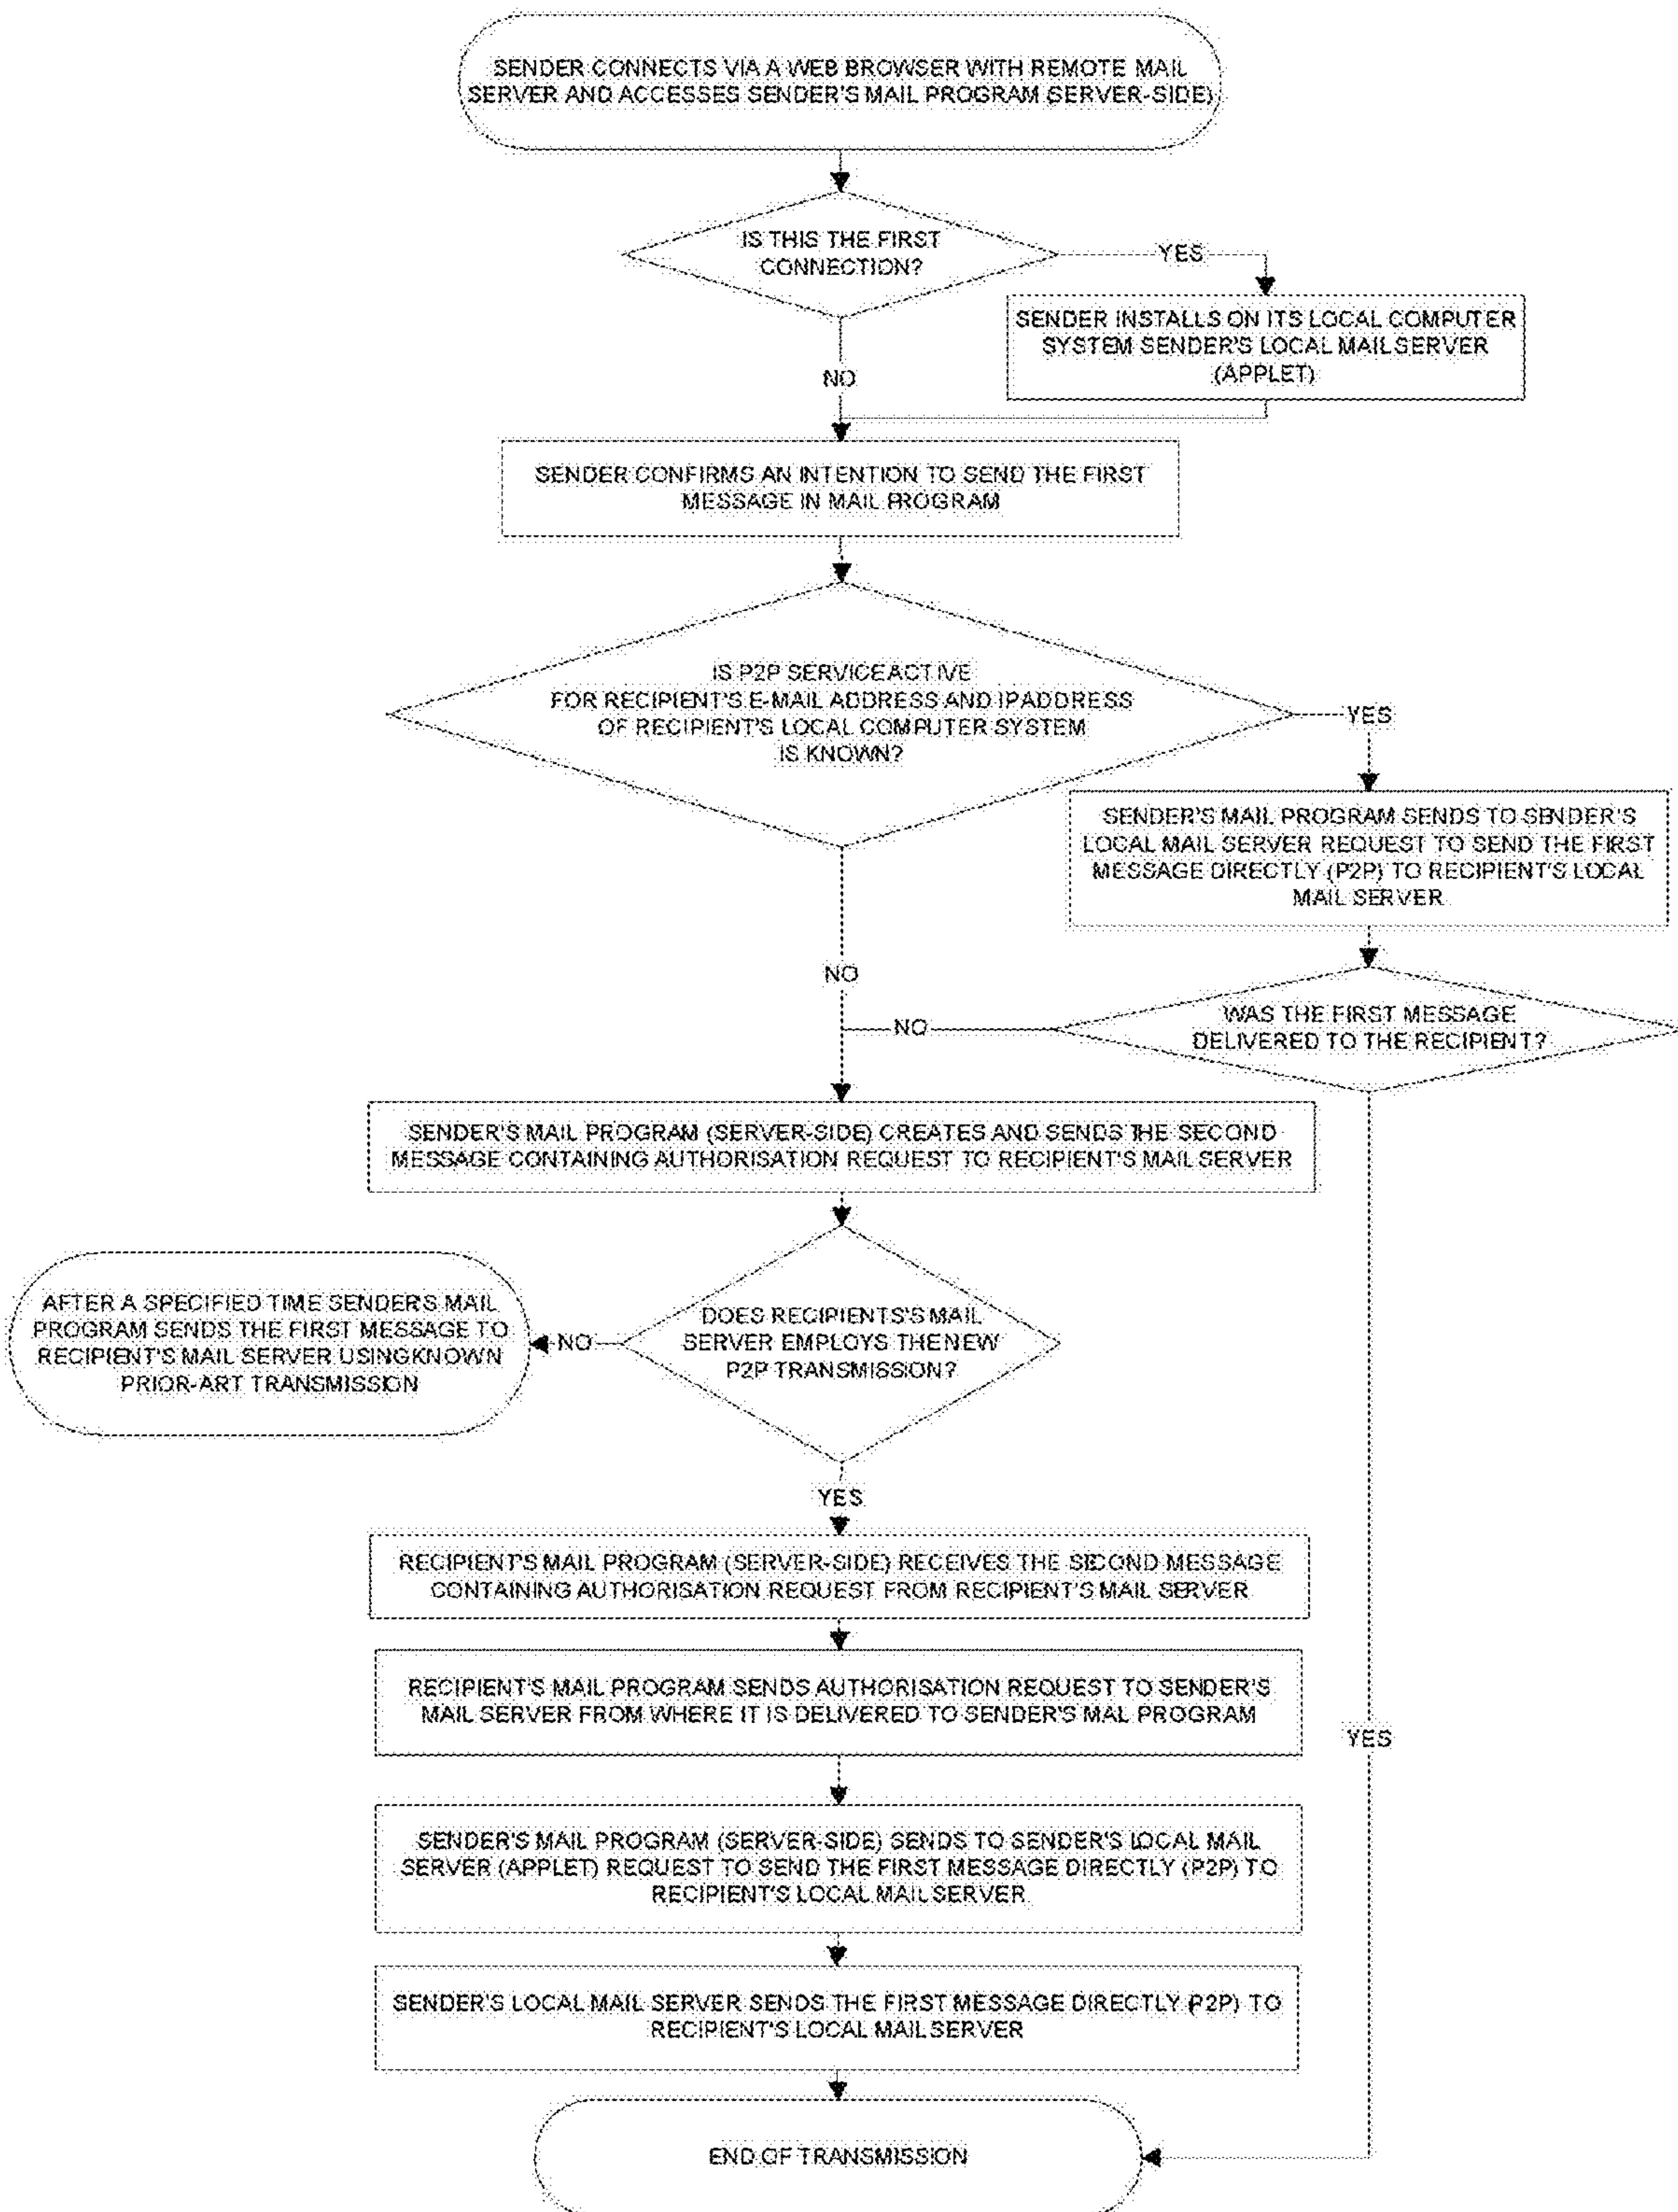 SENDER CONNECTS VIA A WEB BROWSER WITH REMOTE MAIL
SERVER AND ACCESSES SENDER'S MAIL PROGRAM (SERVER-SIDE)
IS THIS THE FIRST
CONNECTION?
YES
SENDER INSTALLS ON ITS LOCAL COMPUTER
SYSTEM SENDER'S LOCAL MAIL SERVER
(APPLET)
NO
SENDER CONFIRMS AN INTENTION TO SEND THE FIRST
MESSAGE IN MAIL PROGRAM
IS P2P SERVICE ACTIVE
FOR RECIPIENT'S E-MAIL ADDRESS AND IP ADDRESS
OF RECIPIENT'S LOCAL COMPUTER SYSTEM
IS KNOWN?
YES
SENDER'S MAIL PROGRAM SENDS TO SENDER'S
LOCAL MAIL SERVER REQUEST TO SEND THE FIRST
MESSAGE DIRECTLY (P2P) TO RECIPIENT'S LOCAL
MAIL SERVER
NO
WAS THE FIRST MESSAGE
DELIVERED TO THE RECIPIENT?
NO
SENDER'S MAIL PROGRAM (SERVER-SIDE) CREATES AND SENDS THE SECOND
MESSAGE CONTAINING AUTHORISATION REQUEST TO RECIPIENT'S MAIL SERVER
AFTER A SPECIFIED TIME SENDER'S MAIL
PROGRAM SENDS THE FIRST MESSAGE TO
RECIPIENT'S MAIL SERVER USING KNOWN
PRIOR-ART TRANSMISSION
NO
DOES RECIPIENTS'S MAIL
SERVER EMPLOYS THE NEW
P2P TRANSMISSION?
YES
RECIPIENT'S MAIL PROGRAM (SERVER-SIDE) RECEIVES THE SECOND MESSAGE
CONTAINING AUTHORISATION REQUEST FROM RECIPIENT'S MAIL SERVER
RECIPIENT'S MAIL PROGRAM SENDS AUTHORISATION REQUEST TO SENDER'S
MAIL SERVER FROM WHERE IT IS DELIVERED TO SENDER'S MAL PROGRAM
YES
SENDER'S MAIL PROGRAM (SERVER-SIDE) SENDS TO SENDER'S LOCAL MAIL
SERVER (APPLET) REQUEST TO SEND THE FIRST MESSAGE DIRECTLY (P2P) TO
RECIPIENT'S LOCAL MAIL SERVER
SENDER'S LOCAL MAIL SERVER SENDS THE FIRST MESSAGE DIRECTLY (P2P) TO
RECIPIENT'S LOCAL MAIL SERVER
END OF TRANSMISSION